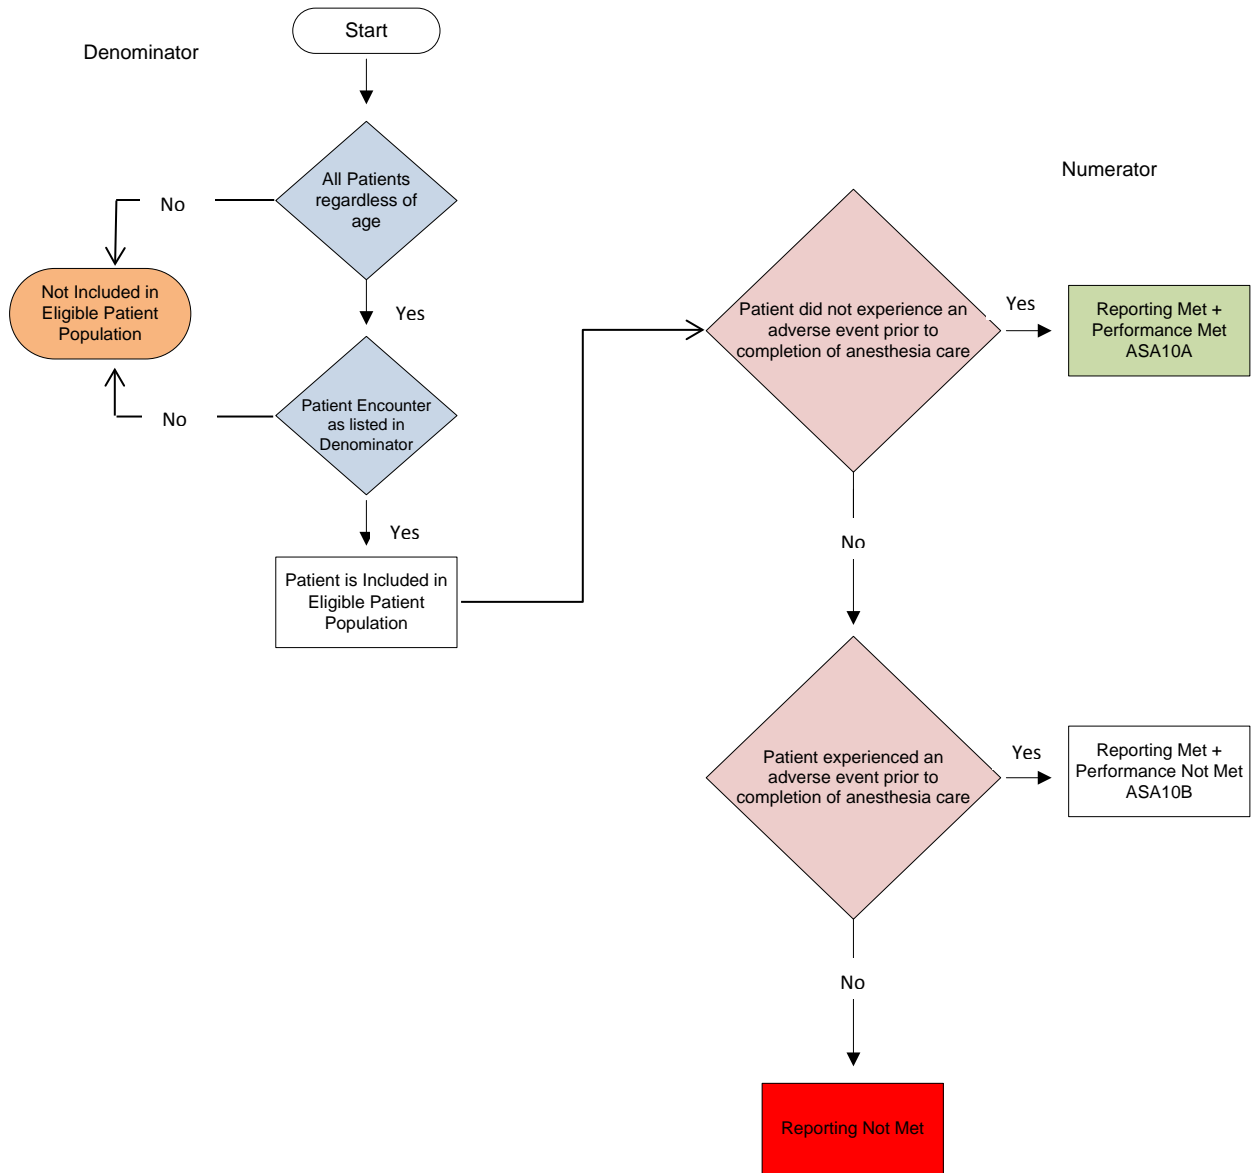 Start
Denominator
All Patients
regardless of
age
No
Not Included in
Eligible Patient
Population
Yes
Patient Encounter
as listed in
Denominator
No
Yes
Patient is Included in
Eligible Patient
Population
Numerator
Patient did not experience an
adverse event prior to
completion of anesthesia care
Yes
Reporting Met +
Performance Met
ASA10A
No
Patient experienced an
adverse event prior to
completion of anesthesia care
Yes
Reporting Met +
Performance Not Met
ASA10B
No
Reporting Not Met